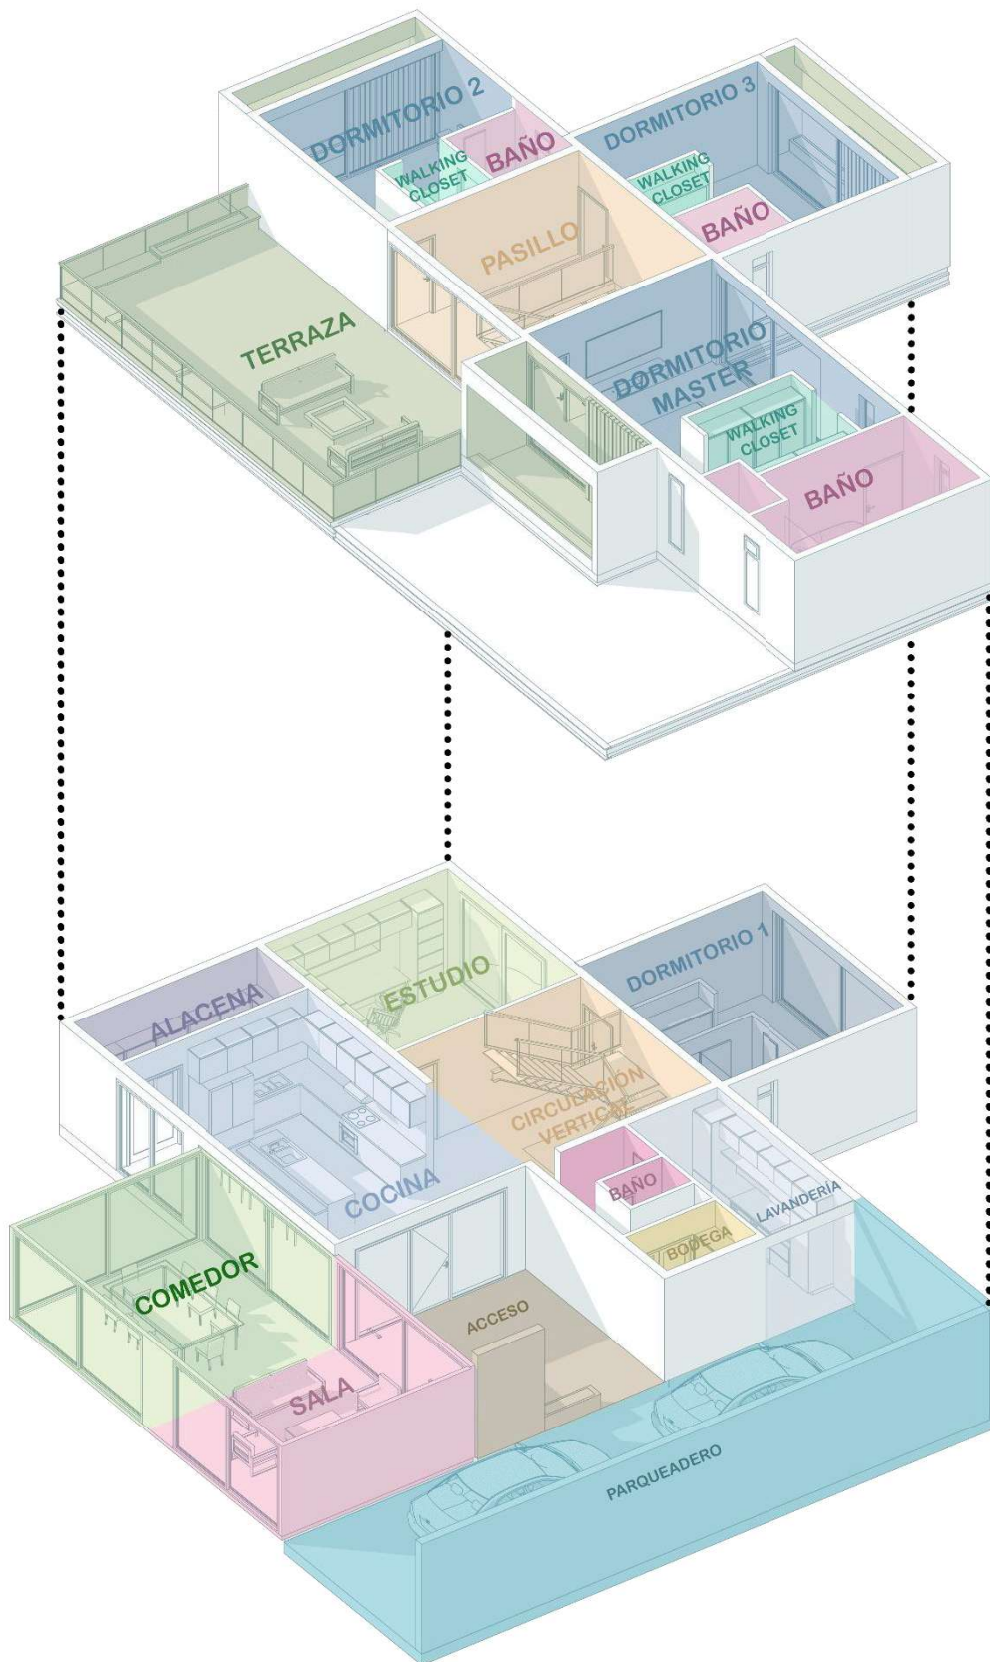 DORMITORIO 2
DORMITORIO 3
BAÑO
WALKING
CLOSET
WALKING
CLOSET
BAÑO
PASILLO
TERRAZA
DORMITORIO
MASTER
WALKING
CLOSET
BAÑO
DORMITORIO 1
ESTUDIO
ALACENA
CIRCULACIÓN
VERTICAL
COCINA
BAÑO
LAVANDERÍA
BODEGA
COMEDOR
ACCESO
SALA
PARQUEADERO